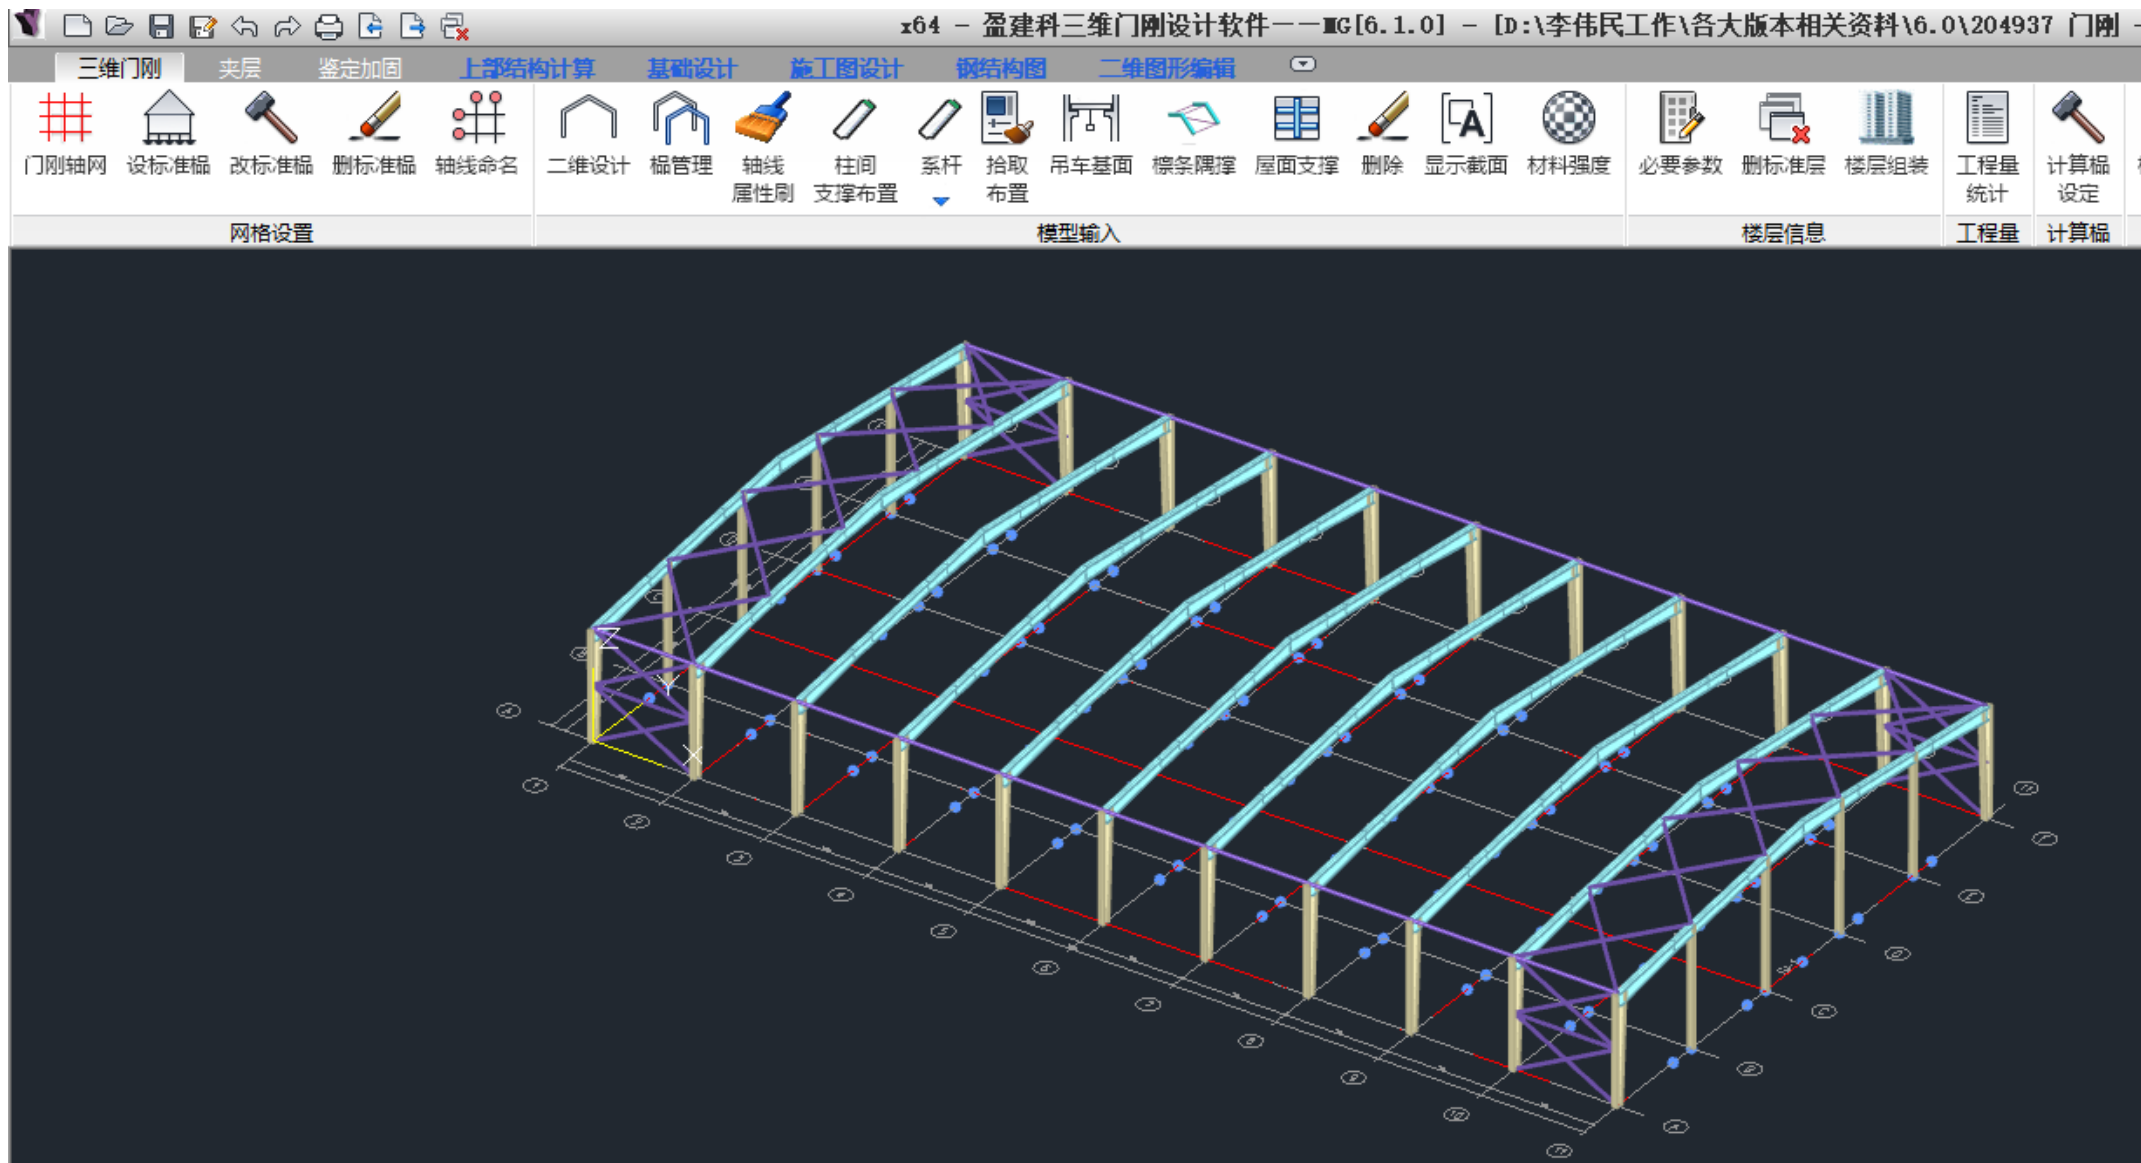 x64 - 盈建科三维门刚设计软件——MG[6.1.0] - [D:\李伟民工作\各大版本相关资料\6.0\204937 门刚 -
三维门刚 夹层 鉴定加固 上部结构计算 基础设计 施工图设计 钢结构图 二维图形编辑
门刚轴网 设标准榀 改标准榀 删标准榀 轴线命名 二维设计 榀管理 轴线属性刷 柱间支撑布置 系杆 拾取布置 吊车基面 檩条隅撑 屋面支撑 删除 显示截面 材料强度 必要参数 删标准层 楼层组装 工程量统计 计算榀设定
网格设置 模型输入 楼层信息 工程量 计算榀
Z
Y
X